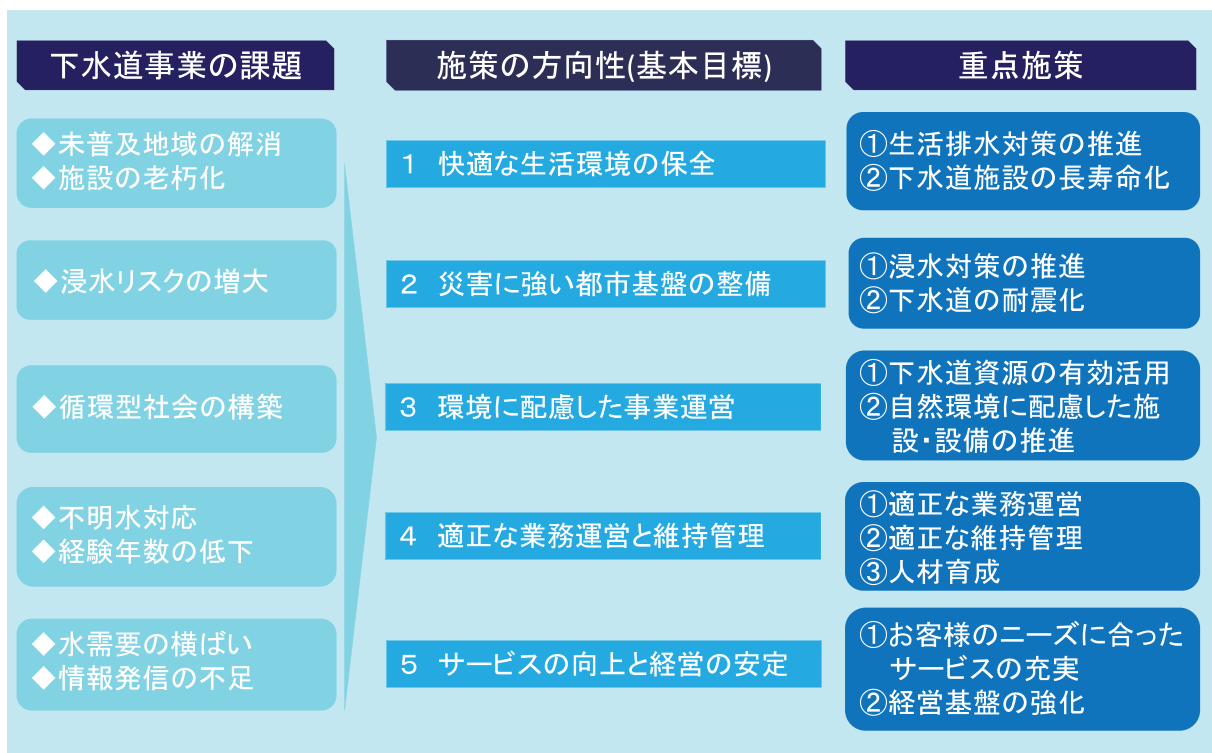 下水道事業の課題
施策の方向性(基本目標)
重点施策
◆未普及地域の解消
◆施設の老朽化
1 快適な生活環境の保全
①生活排水対策の推進
②下水道施設の長寿命化
◆浸水リスクの増大
2 災害に強い都市基盤の整備
①浸水対策の推進
②下水道の耐震化
◆循環型社会の構築
3 環境に配慮した事業運営
①下水道資源の有効活用
②自然環境に配慮した施
設・設備の推進
◆不明水対応
◆経験年数の低下
4 適正な業務運営と維持管理
①適正な業務運営
②適正な維持管理
③人材育成
◆水需要の横ばい
◆情報発信の不足
5 サービスの向上と経営の安定
①お客様のニーズに合った
サービスの充実
②経営基盤の強化